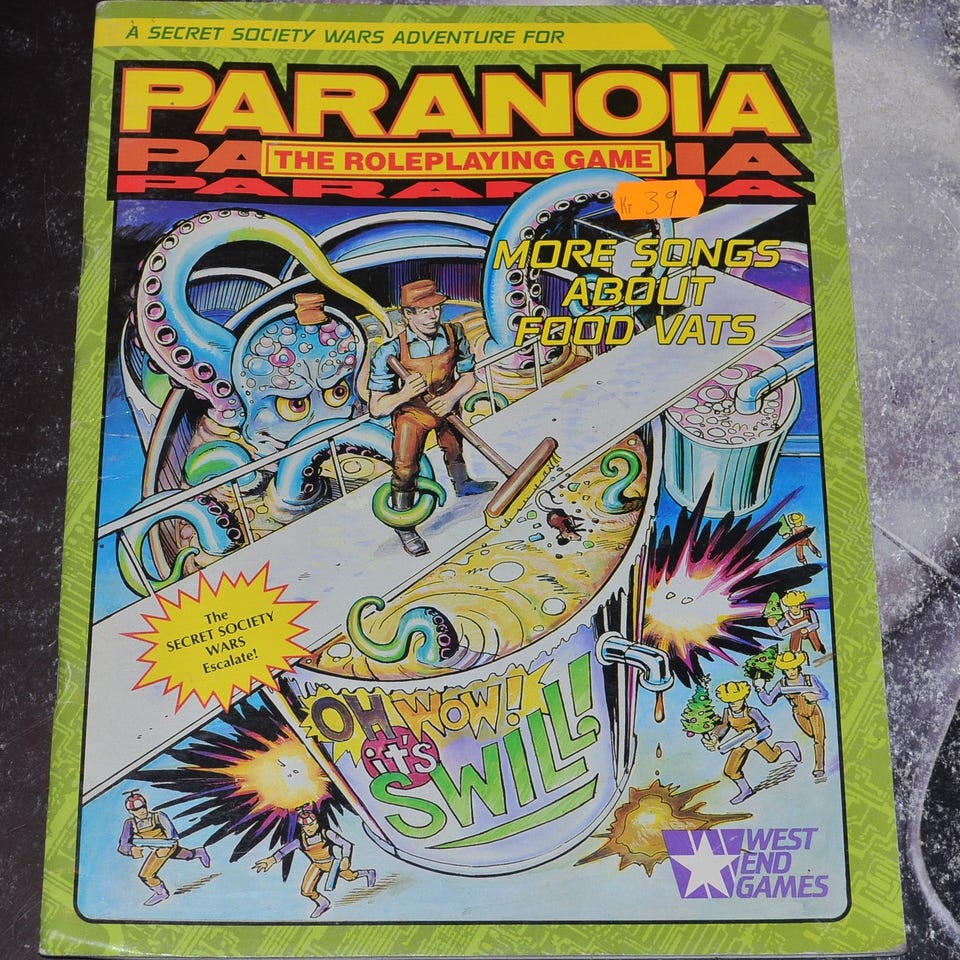 A SECRET SOCIETY WARS ADVENTURE FOR
PARANOIA
THE ROLEPLAYING GAME
Kr 39
MORE SONGS
ABOUT
FOOD VATS
The
SECRET SOCIETY
WARS
Escalate!
OH WOW!
it's
SWILL!
WEST
END
GAMES